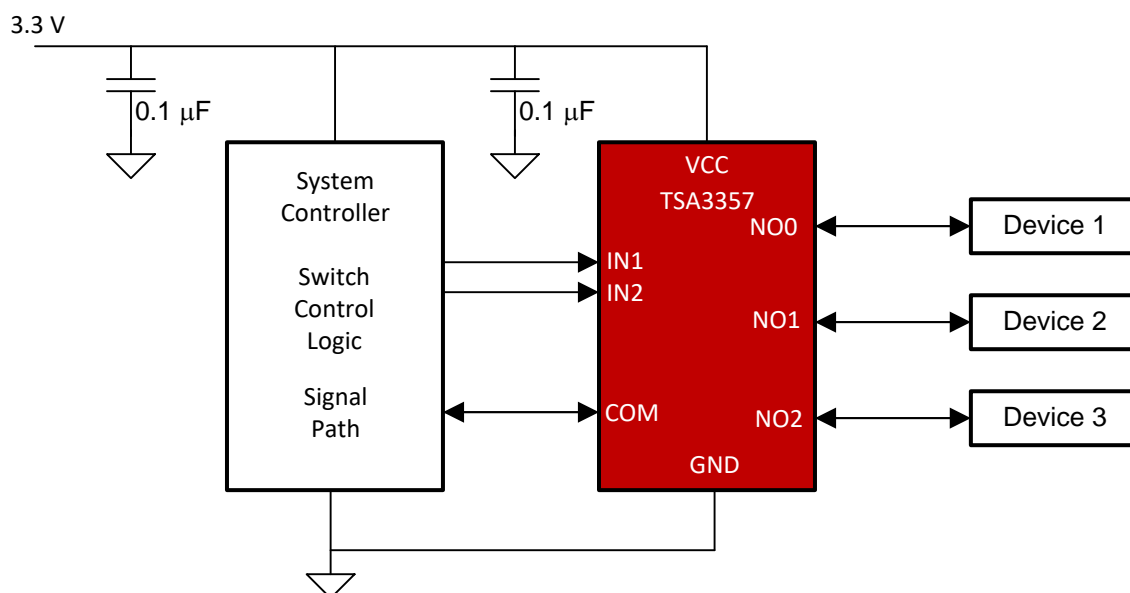 3.3 V
0.1 μF
0.1 μF
System
Controller
Switch
Control
Logic
Signal
Path
VCC
TSA3357
IN1
IN2
COM
NO0
NO1
NO2
GND
Device 1
Device 2
Device 3